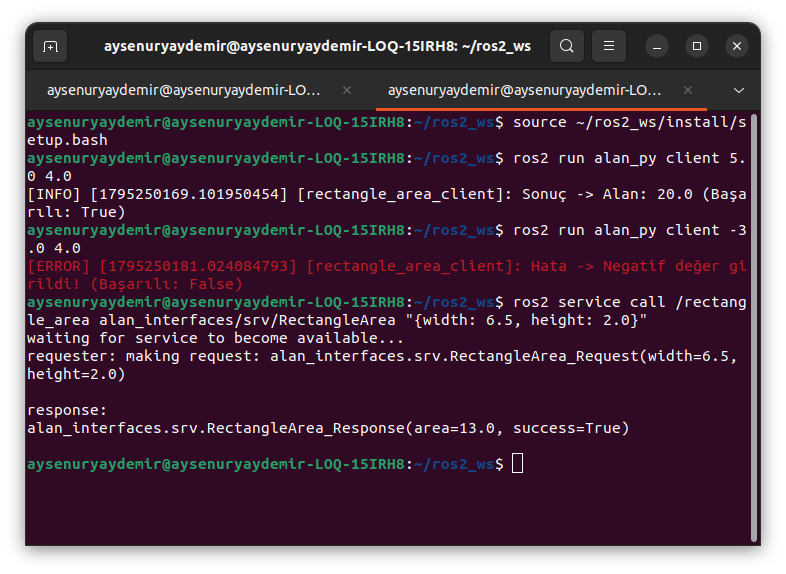 aysenuryaydemir@aysenuryaydemir-LOQ-15IRH8: ~/ros2_ws
aysenuryaydemir@aysenuryaydemir-LO...
aysenuryaydemir@aysenuryaydemir-LO...
aysenuryaydemir@aysenuryaydemir-LOQ-15IRH8:~/ros2_ws$ source ~/ros2_ws/install/s
etup.bash
aysenuryaydemir@aysenuryaydemir-LOQ-15IRH8:~/ros2_ws$ ros2 run alan_py client 5.
0 4.0
[INFO] [1795250169.101950454] [rectangle_area_client]: Sonuç -> Alan: 20.0 (Başa
rılı: True)
aysenuryaydemir@aysenuryaydemir-LOQ-15IRH8:~/ros2_ws$ ros2 run alan_py client -3
.0 4.0
[ERROR] [1795250181.024084793] [rectangle_area_client]: Hata -> Negatif değer gi
rildi! (Başarılı: False)
aysenuryaydemir@aysenuryaydemir-LOQ-15IRH8:~/ros2_ws$ ros2 service call /rectang
le_area alan_interfaces/srv/RectangleArea "{width: 6.5, height: 2.0}"
waiting for service to become available...
requester: making request: alan_interfaces.srv.RectangleArea_Request(width=6.5,
height=2.0)
response:
alan_interfaces.srv.RectangleArea_Response(area=13.0, success=True)
aysenuryaydemir@aysenuryaydemir-LOQ-15IRH8:~/ros2_ws$